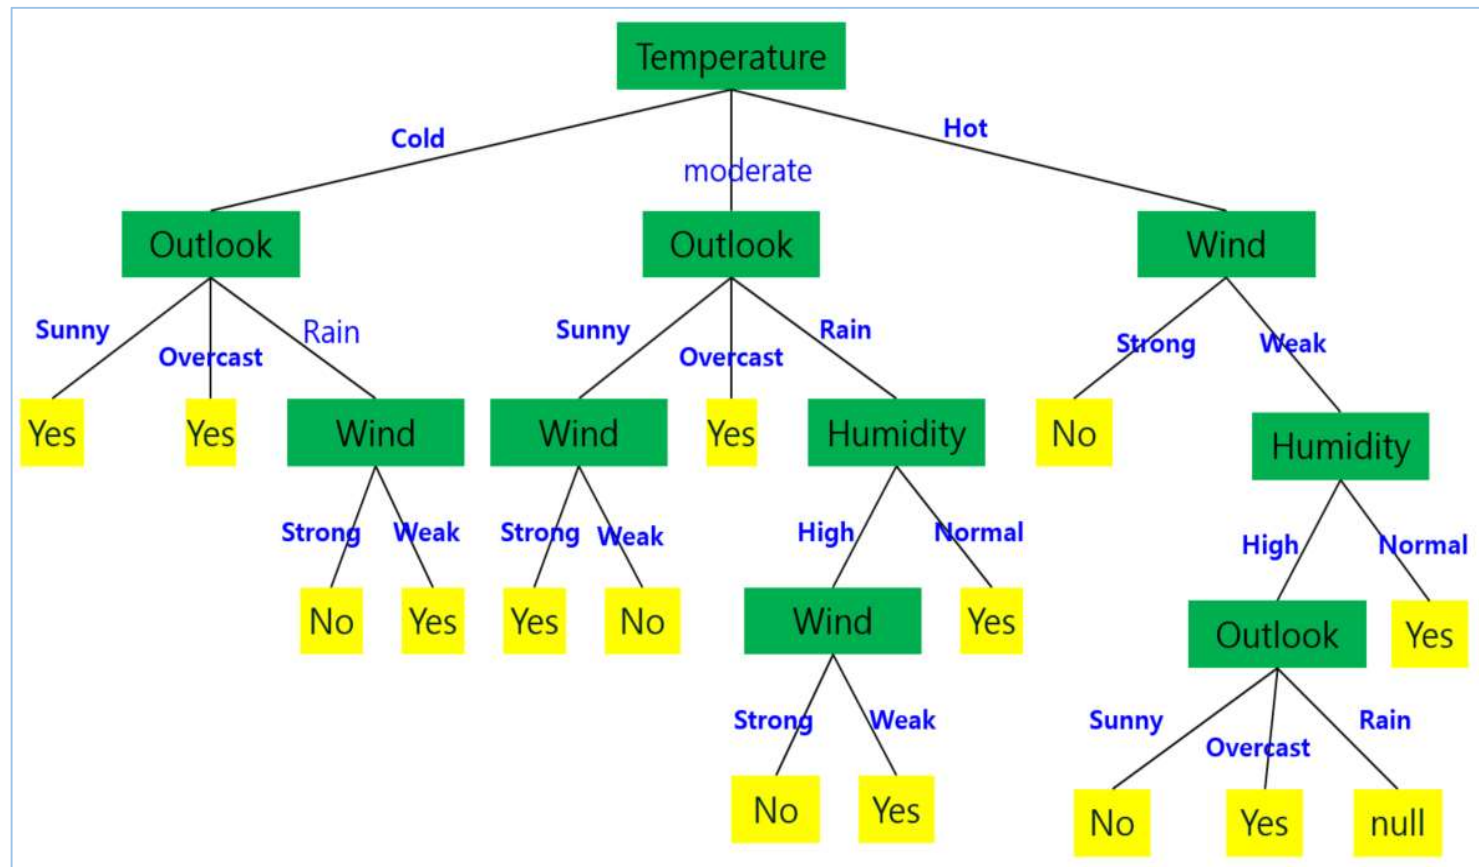 Temperature
Cold
moderate
Hot
Outlook
Outlook
Wind
Sunny
Overcast
Rain
Sunny
Overcast
Rain
Strong
Weak
Yes
Yes
Wind
Wind
Yes
Humidity
No
Humidity
Strong
Weak
Strong
Weak
High
Normal
High
Normal
No
Yes
Yes
No
Wind
Yes
Outlook
Yes
Strong
Weak
Sunny
Overcast
Rain
No
Yes
No
Yes
null